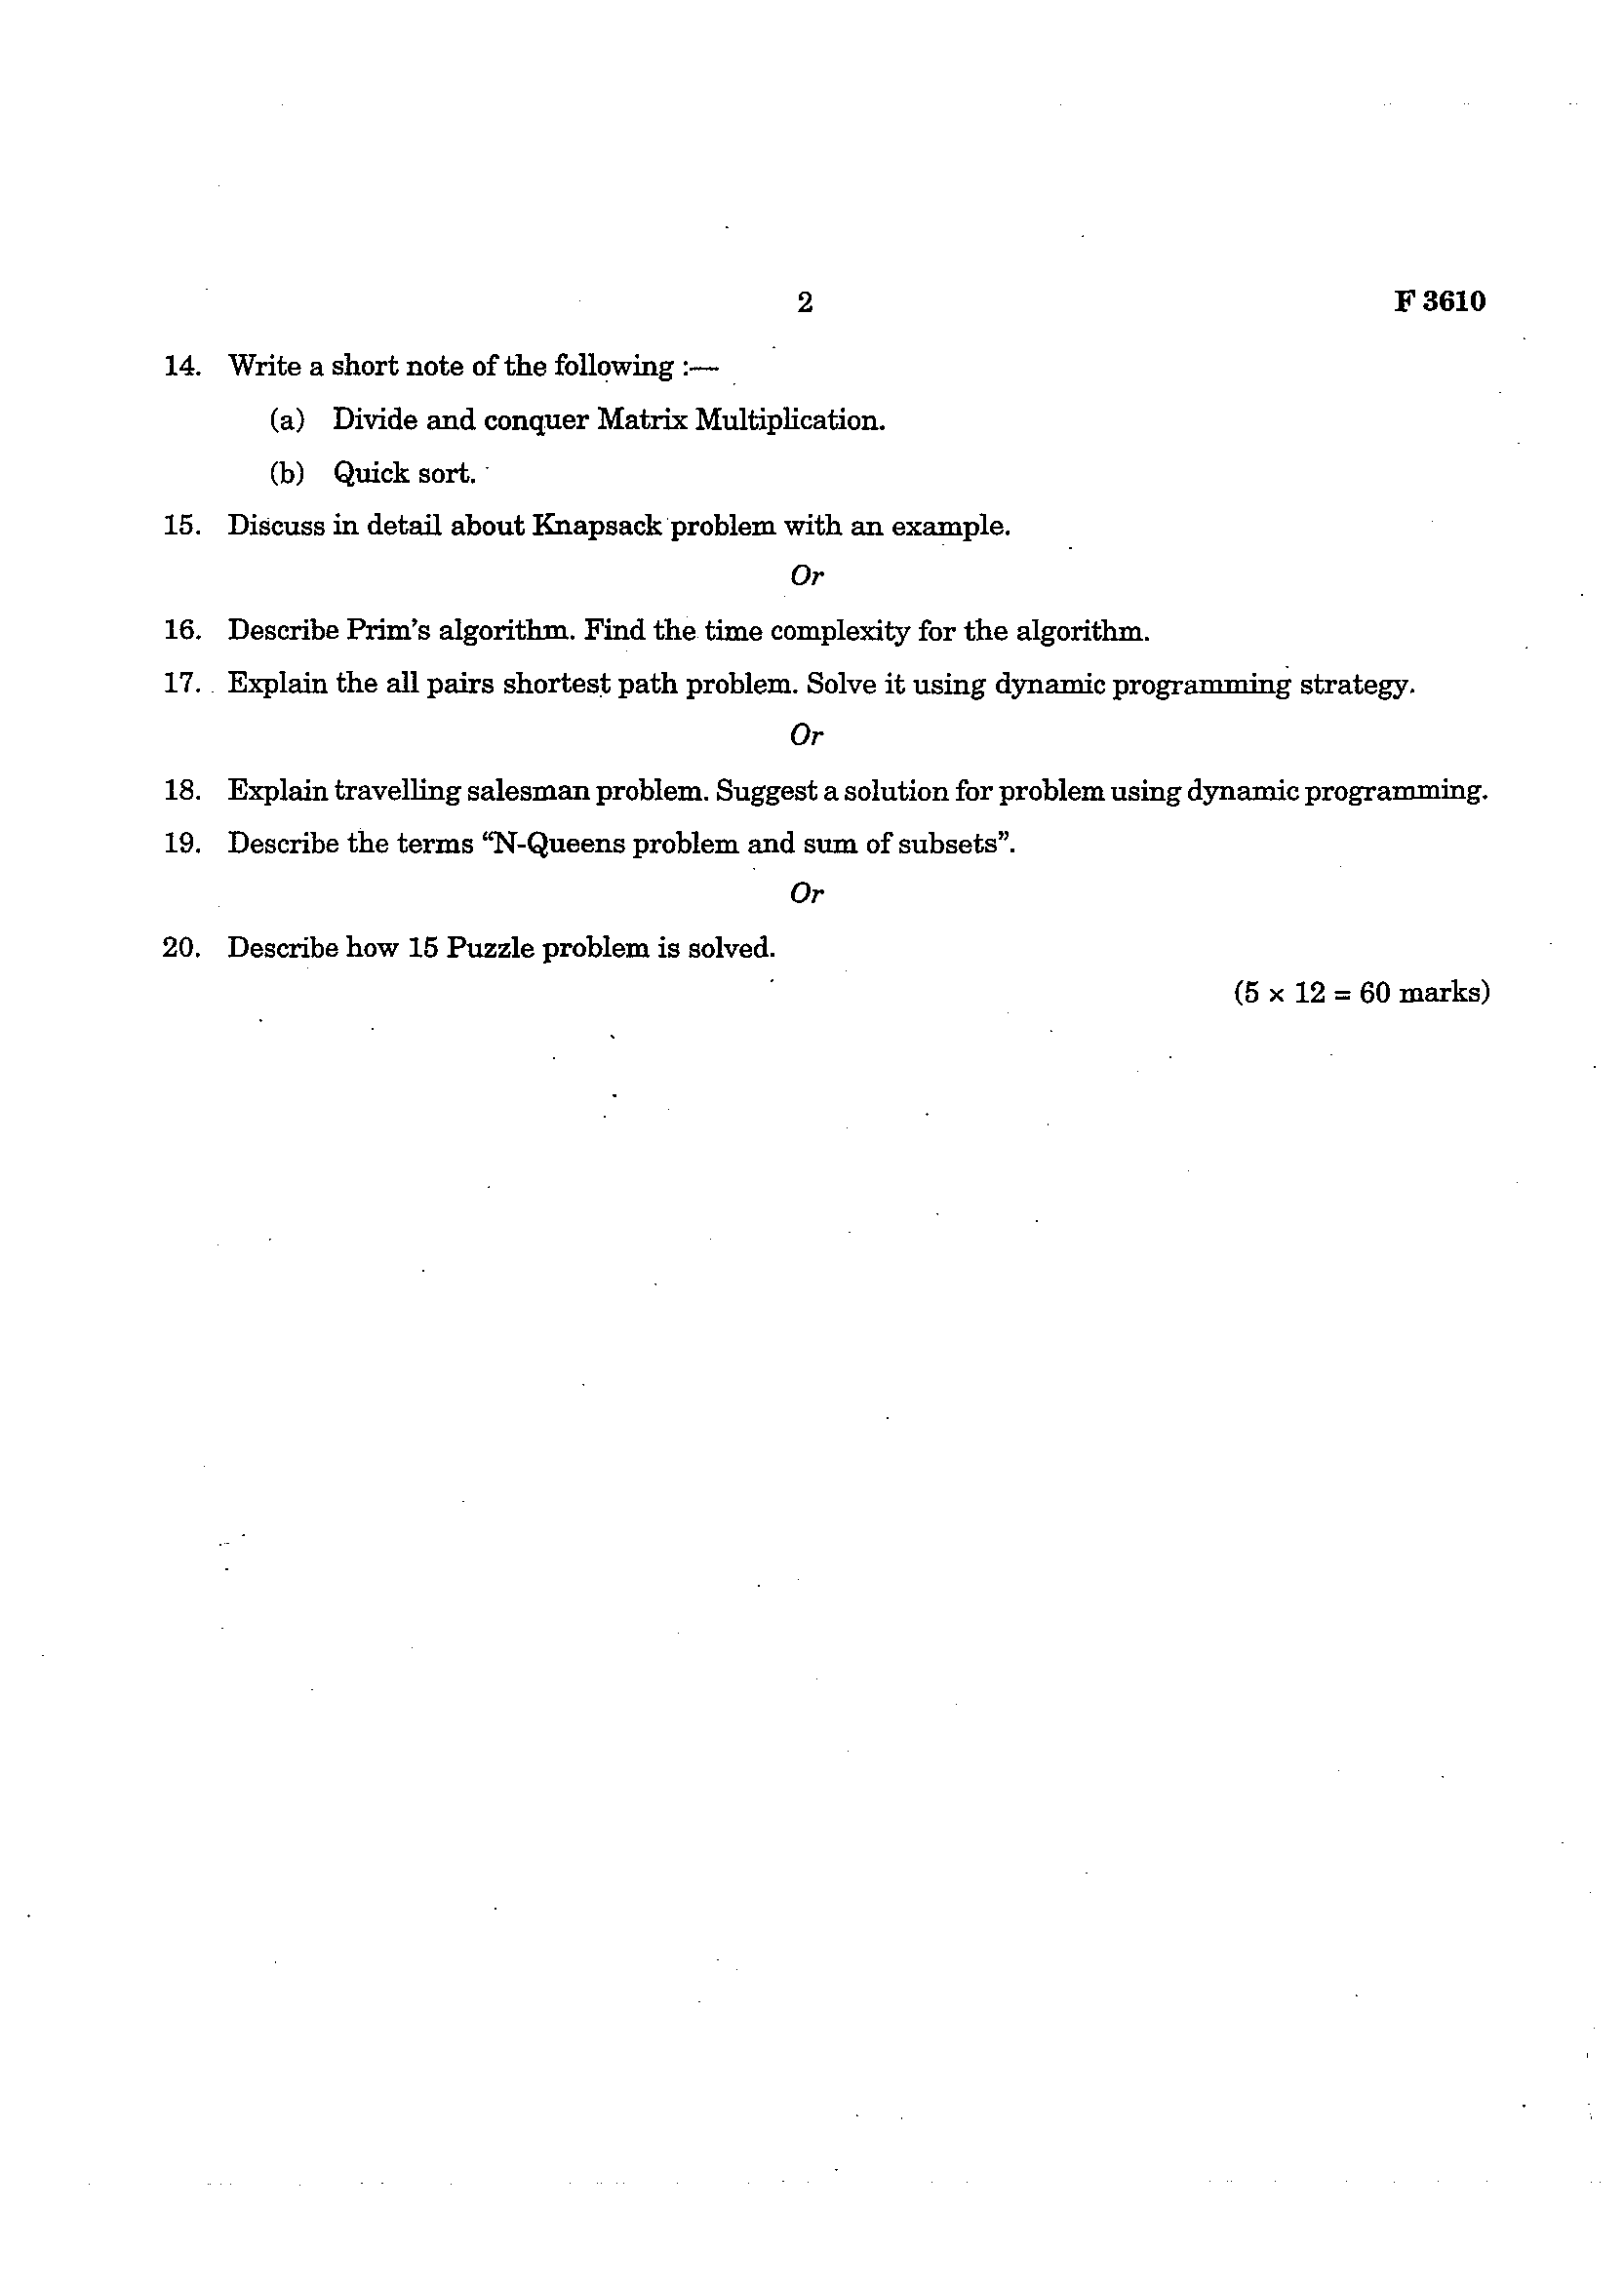 2
F 3610
14. Write a short note of the following :—
(a) Divide and conquer Matrix Multiplication.
(b) Quick sort.
15. Discuss in detail about Knapsack problem with an example.
Or
16. Describe Prim's algorithm. Find the time complexity for the algorithm.
17. Explain the all pairs shortest path problem. Solve it using dynamic programming strategy.
Or
18. Explain travelling salesman problem. Suggest a solution for problem using dynamic programming.
19. Describe the terms “N-Queens problem and sum of subsets”.
Or
20. Describe how 15 Puzzle problem is solved.
(5 × 12 = 60 marks)